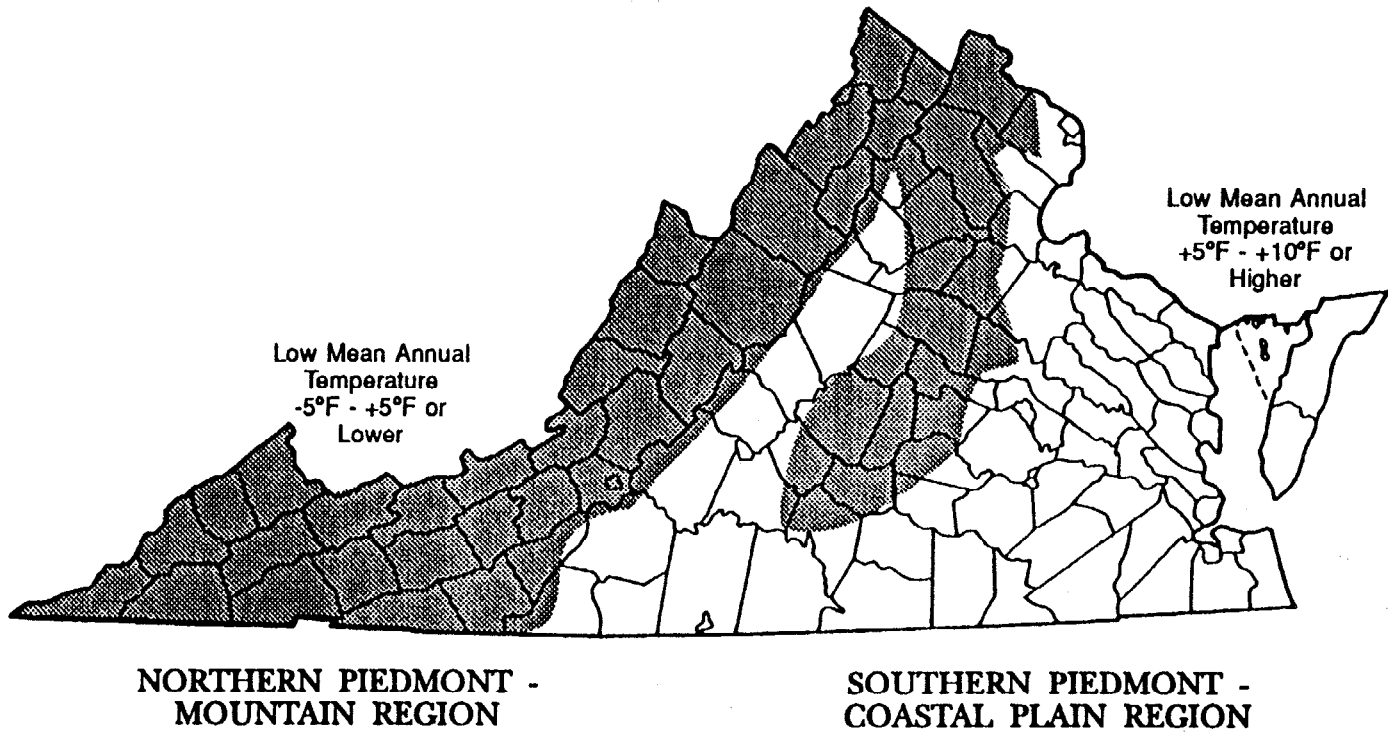 Low Mean Annual
Temperature
+5°F - +10°F or
Higher
Low Mean Annual
Temperature
-5°F - +5°F or
Lower
NORTHERN PIEDMONT -
MOUNTAIN REGION
SOUTHERN PIEDMONT -
COASTAL PLAIN REGION